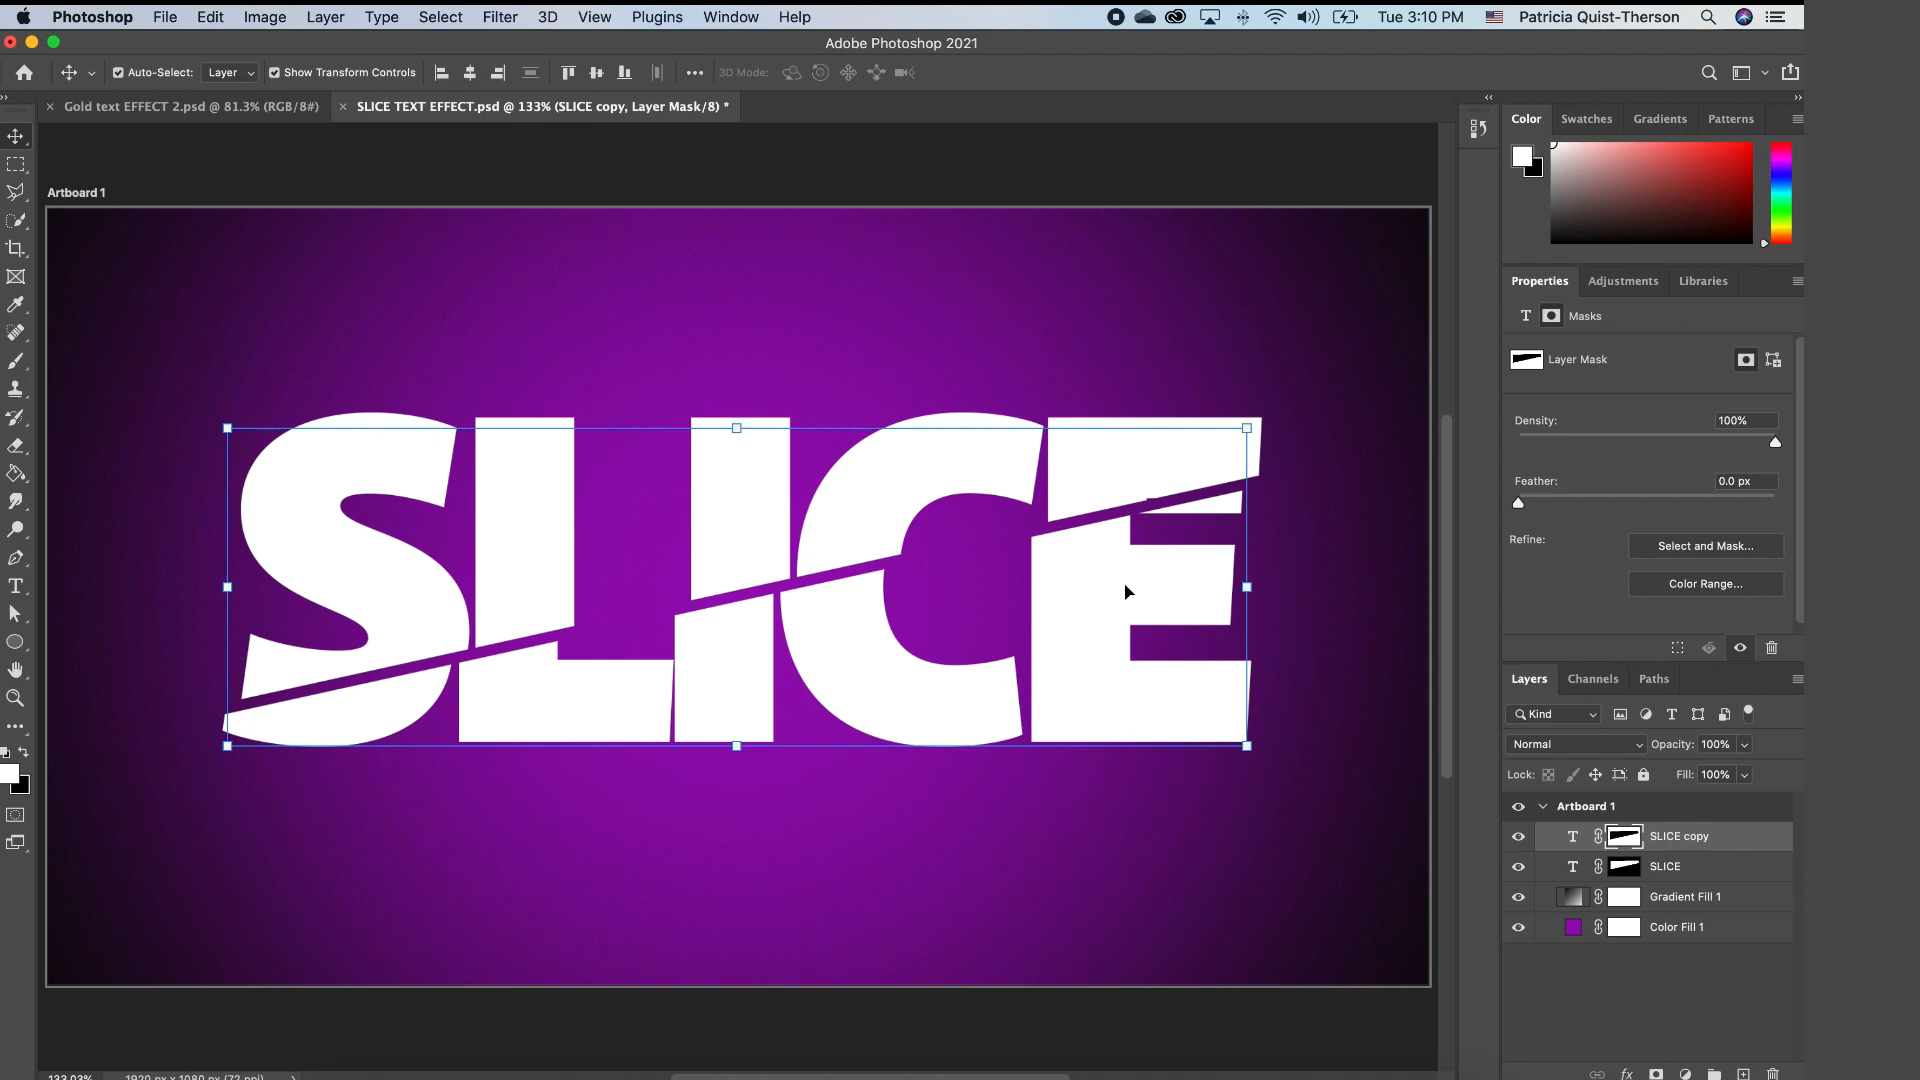 Photoshop File Edit Image Layer Type Select Filter 3D View Plugins Window Help Tue 3:10 PM Patricia Quist-Therson
Adobe Photoshop 2021
Auto-Select: Layer Show Transform Controls 3D Mode:
Gold text EFFECT 2.psd @ 81.3% (RGB/8#) SLICE TEXT EFFECT.psd @ 133% (SLICE copy, Layer Mask/8) *
Color Swatches Gradients Patterns
Artboard 1
SLICE
Properties Adjustments Libraries
T Masks
Layer Mask
Density: 100%
Feather: 0.0 px
Refine: Select and Mask...
Color Range...
Layers Channels Paths
Kind
Normal Opacity: 100%
Lock: Fill: 100%
Artboard 1
T SLICE copy
T SLICE
Gradient Fill 1
Color Fill 1
133.03% 1920 px x 1080 px (72 ppi)
fx